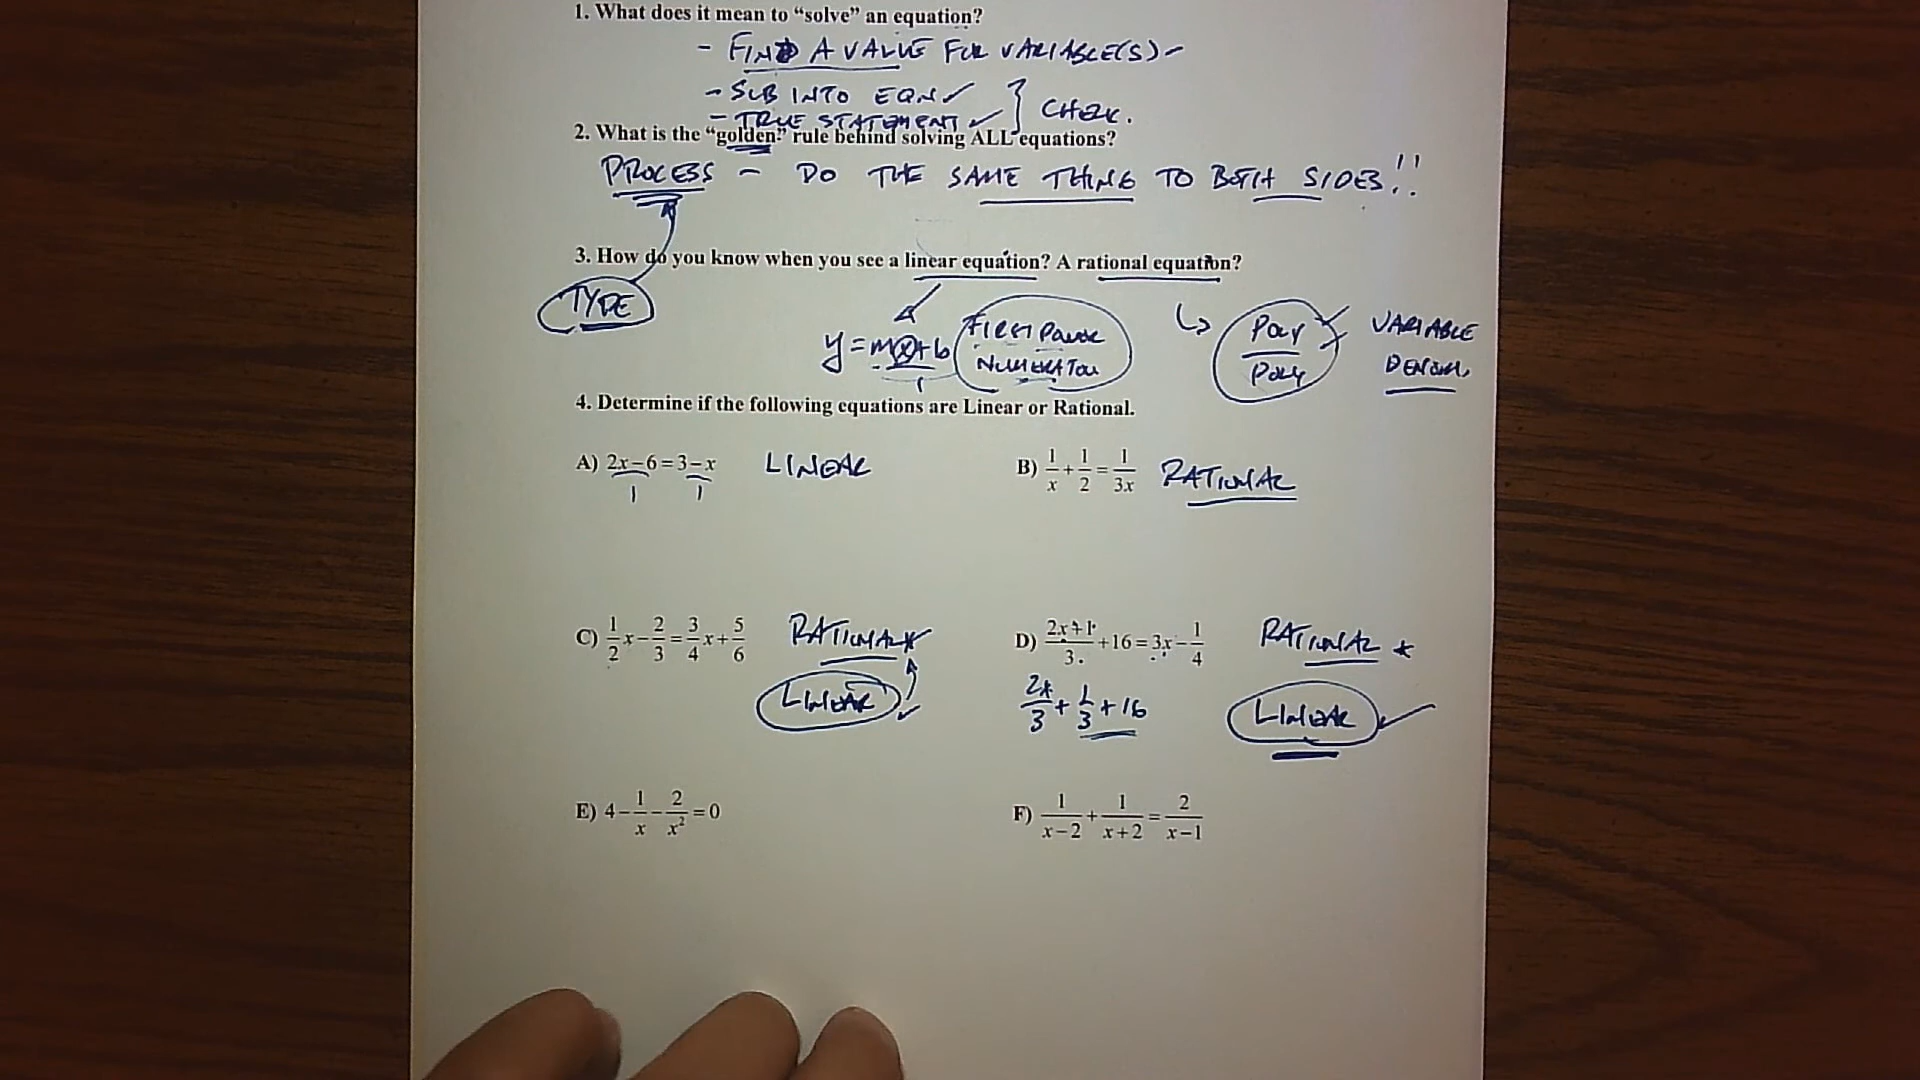 1. What does it mean to “solve” an equation?
- FIND A VALUE FOR VARIABLE(S) -
- SUB INTO EQN ✓
- TRUE STATEMENT ✓ } CHECK.
2. What is the “golden” rule behind solving ALL equations?
PROCESS - DO THE SAME THING TO BOTH SIDES!!
3. How do you know when you see a linear equation? A rational equation?
TYPE
y = mx+b
1
FIRST POWER
NUMERATOR
Poly
Poly
VARIABLE
DENOM.
4. Determine if the following equations are Linear or Rational.
A) 2x-6=3-x LINEAR
1 1
B) 1/x + 1/2 = 1/3x RATIONAL
C) 1/2 x - 2/3 = 3/4 x + 5/6 RATIONAL*
LINEAR ✓
D) 2x+1/3 +16 = 3x - 1/4 RATIONAL *
2x/3 + 1/3 + 16 LINEAR ✓
E) 4 - 1/x - 2/x² = 0
F) 1/x-2 + 1/x+2 = 2/x-1